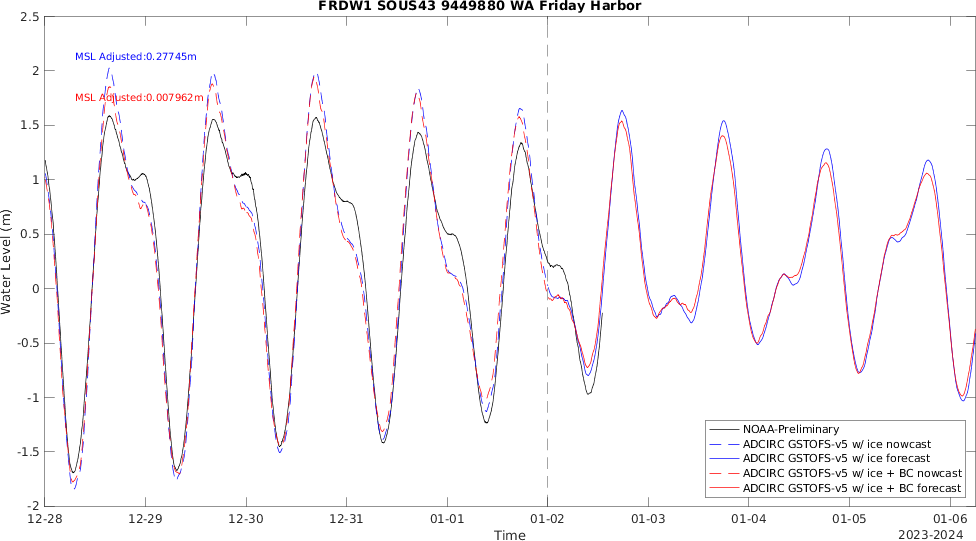 FRDW1 SOUS43 9449880 WA Friday Harbor
2.5
2
1.5
1
0.5
0
-0.5
-1
-1.5
-2
Water Level (m)
MSL Adjusted:0.27745m
MSL Adjusted:0.007962m
NOAA-Preliminary
ADCIRC GSTOFS-v5 w/ ice nowcast
ADCIRC GSTOFS-v5 w/ ice forecast
ADCIRC GSTOFS-v5 w/ ice + BC nowcast
ADCIRC GSTOFS-v5 w/ ice + BC forecast
12-28 12-29 12-30 12-31 01-01 01-02 01-03 01-04 01-05 01-06
Time
2023-2024